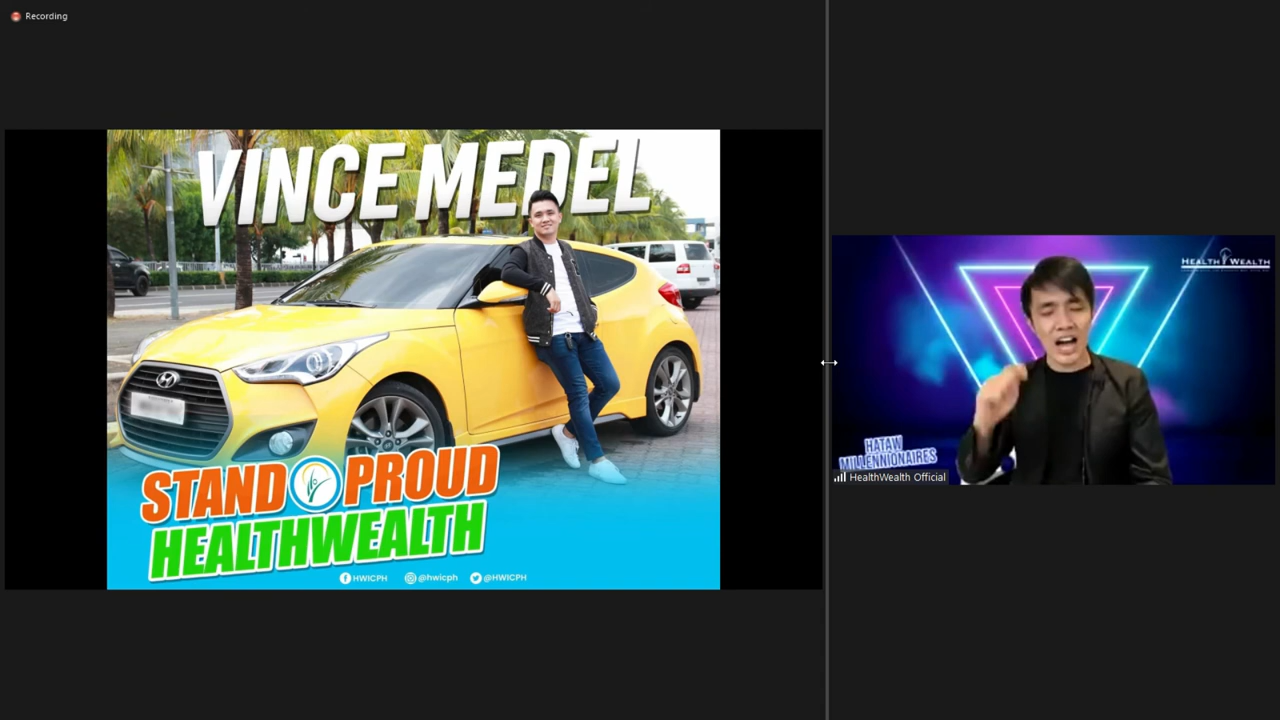 Recording
VINCE MEDEL
STAND PROUD
HEALTHWEALTH
HWICPH @hwicph @HWICPH
HEALTH WEALTH
HATAW
MILLENNIONAIRES
HealthWealth Official